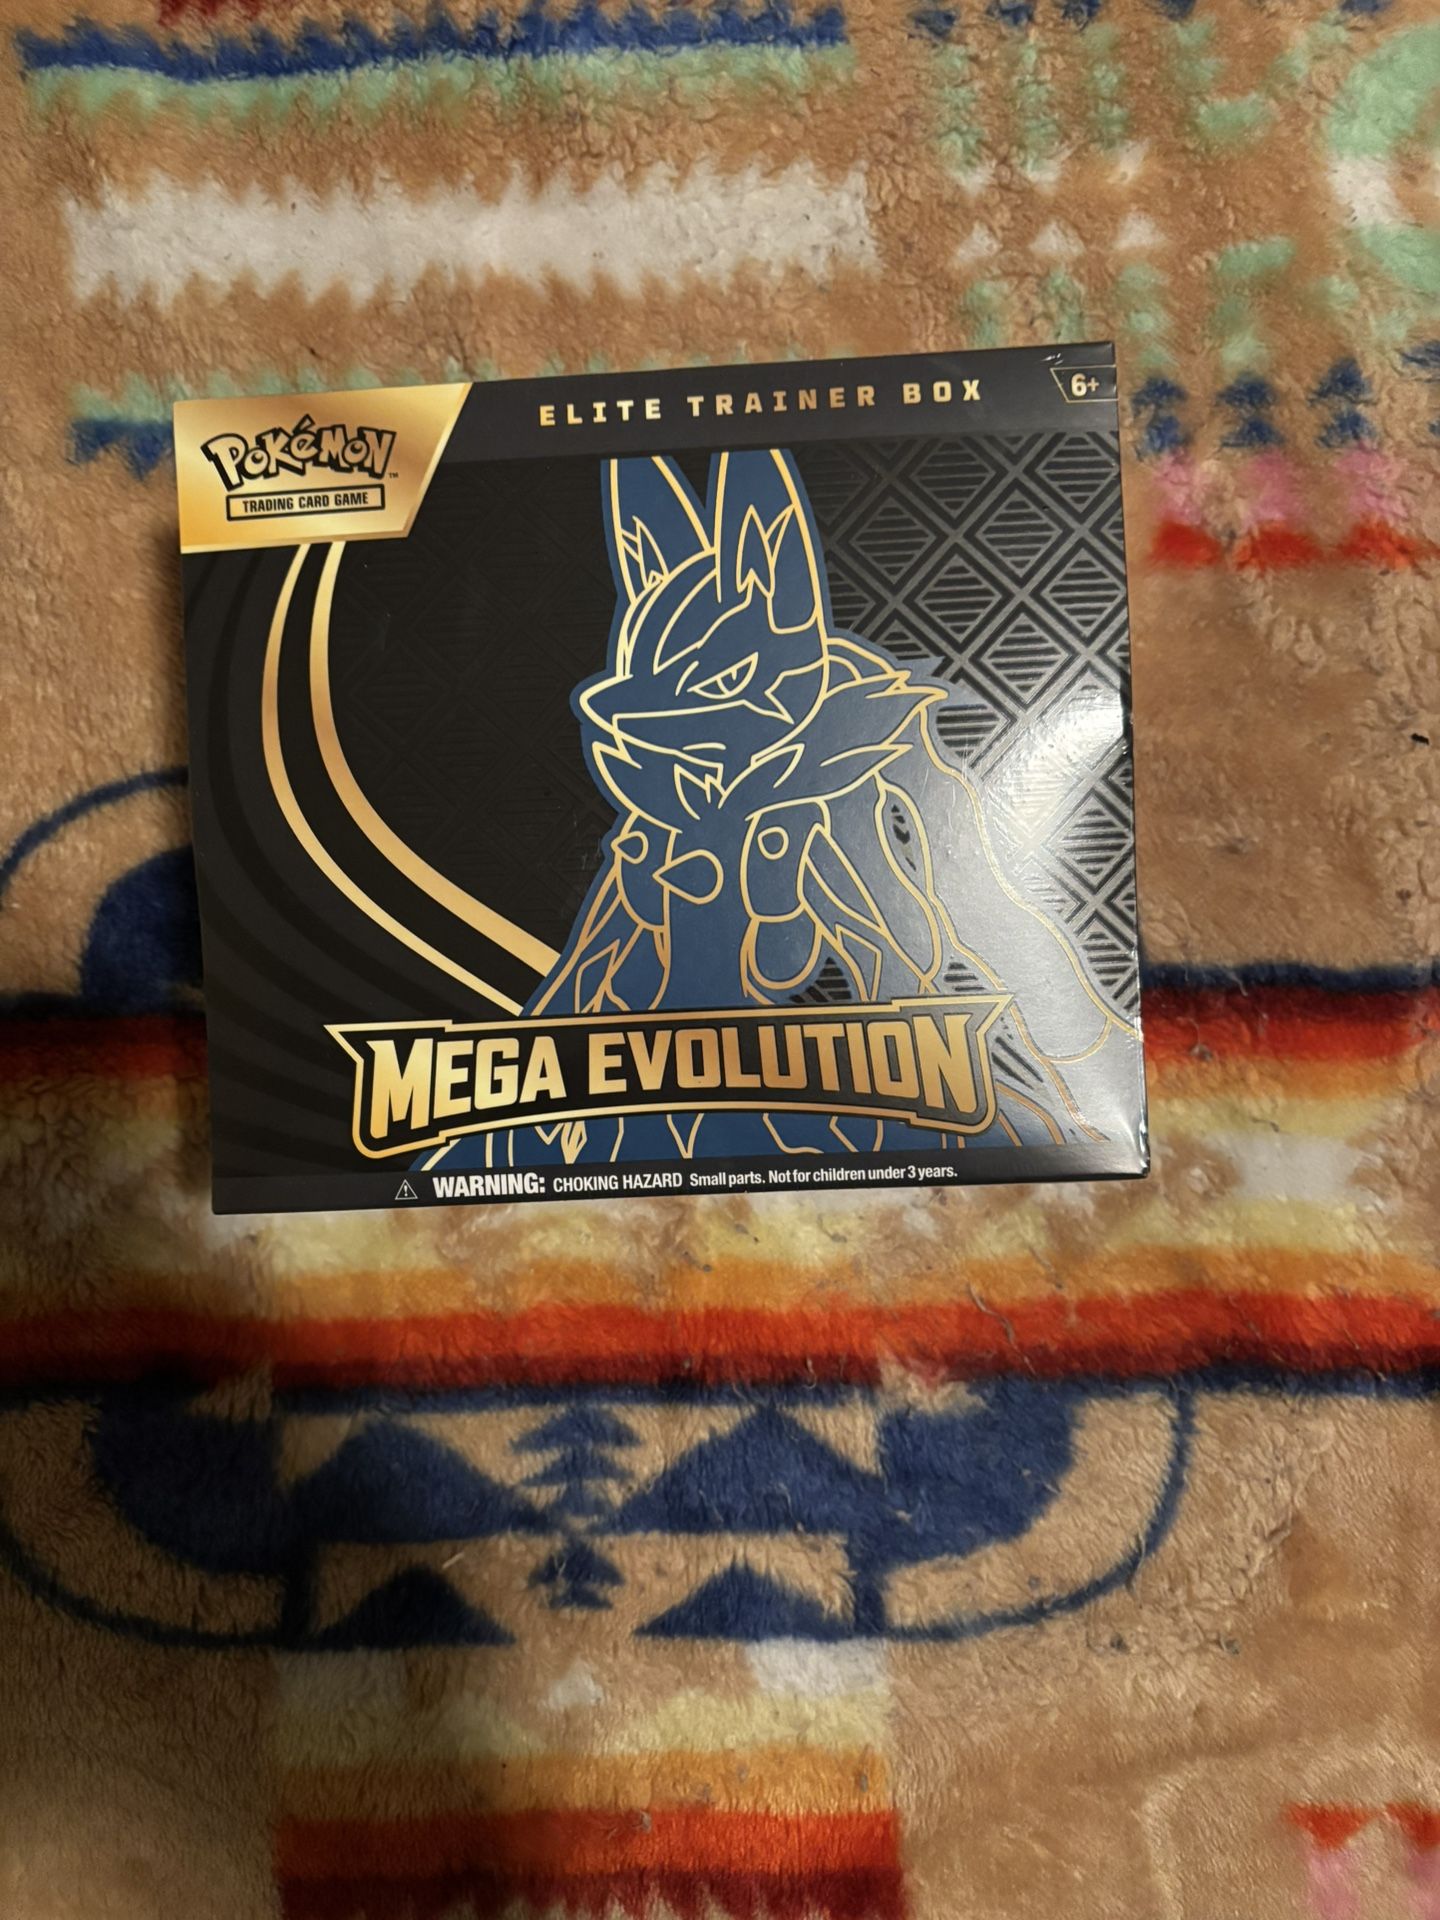 POKéMON™
TRADING CARD GAME
ELITE TRAINER BOX
6+
MEGA EVOLUTION
WARNING: CHOKING HAZARD Small parts. Not for children under 3 years.